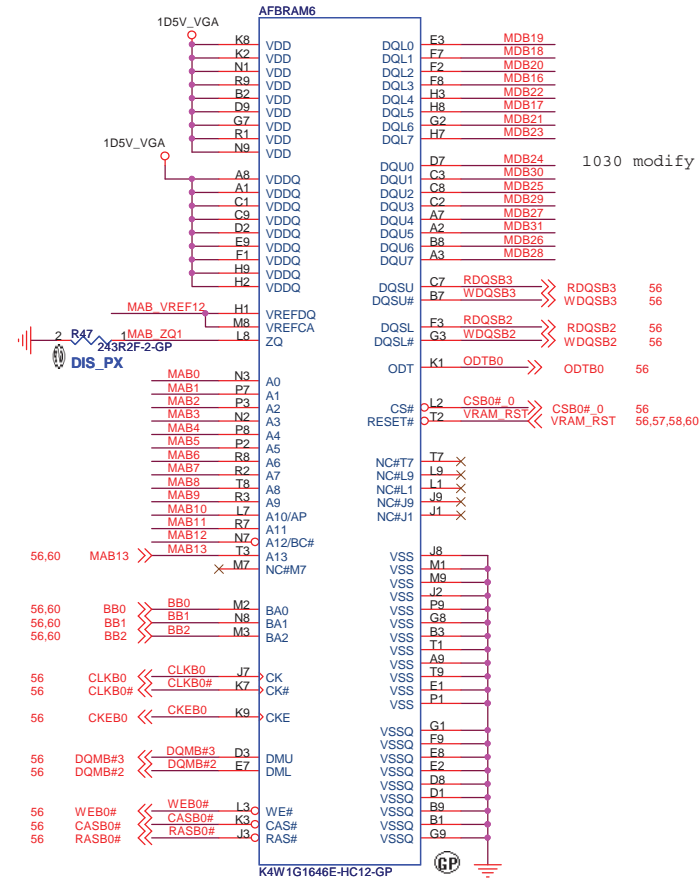 AFBRAM6
1D5V_VGA
K8 VDD DQL0 E3 MDB19
K2 VDD DQL1 F7 MDB18
N1 VDD DQL2 F2 MDB20
R9 VDD DQL3 F8 MDB16
B2 VDD DQL4 H3 MDB22
D9 VDD DQL5 H8 MDB17
G7 VDD DQL6 G2 MDB21
R1 VDD DQL7 H7 MDB23
N9 VDD
1D5V_VGA
1030 modify
A8 VDDQ DQU0 D7 MDB24
A1 VDDQ DQU1 C3 MDB30
C1 VDDQ DQU2 C8 MDB25
C9 VDDQ DQU3 C2 MDB29
D2 VDDQ DQU4 A7 MDB27
E9 VDDQ DQU5 A2 MDB31
F1 VDDQ DQU6 B8 MDB26
H9 VDDQ DQU7 A3 MDB28
H2 VDDQ
DQSU C7 RDQSB3 RDQSB3 56
DQSU# B7 WDQSB3 WDQSB3 56
MAB_VREF12 H1 VREFDQ
M8 VREFCA
DQSL F3 RDQSB2 RDQSB2 56
DQSL# G3 WDQSB2 WDQSB2 56
2 R47 1 MAB_ZQ1 L8 ZQ
243R2F-2-GP
DIS_PX
ODT K1 ODTB0 ODTB0 56
MAB0 N3 A0
MAB1 P7 A1
MAB2 P3 A2 CS# L2 CSB0#_0 CSB0#_0 56
MAB3 N2 A3 RESET# T2 VRAM_RST VRAM_RST 56,57,58,60
MAB4 P8 A4
MAB5 P2 A5
MAB6 R8 A6 NC#T7 T7
MAB7 R2 A7 NC#L9 L9
MAB8 T8 A8 NC#L1 L1
MAB9 R3 A9 NC#J9 J9
MAB10 L7 A10/AP NC#J1 J1
MAB11 R7 A11
MAB12 N7 A12/BC#
56,60 MAB13 MAB13 T3 A13 VSS J8
M7 NC#M7 VSS M1
VSS M9
VSS J2
56,60 BB0 BB0 M2 BA0 VSS P9
56,60 BB1 BB1 N8 BA1 VSS G8
56,60 BB2 BB2 M3 BA2 VSS B3
VSS T1
VSS A9
56 CLKB0 CLKB0 J7 CK VSS T9
56 CLKB0# CLKB0# K7 CK# VSS E1
VSS P1
56 CKEB0 CKEB0 K9 CKE
VSSQ G1
VSSQ F9
56 DQMB#3 DQMB#3 D3 DMU VSSQ E8
56 DQMB#2 DQMB#2 E7 DML VSSQ E2
VSSQ D8
VSSQ D1
56 WEB0# WEB0# L3 WE# VSSQ B9
56 CASB0# CASB0# K3 CAS# VSSQ B1
56 RASB0# RASB0# J3 RAS# VSSQ G9
K4W1G1646E-HC12-GP
GP